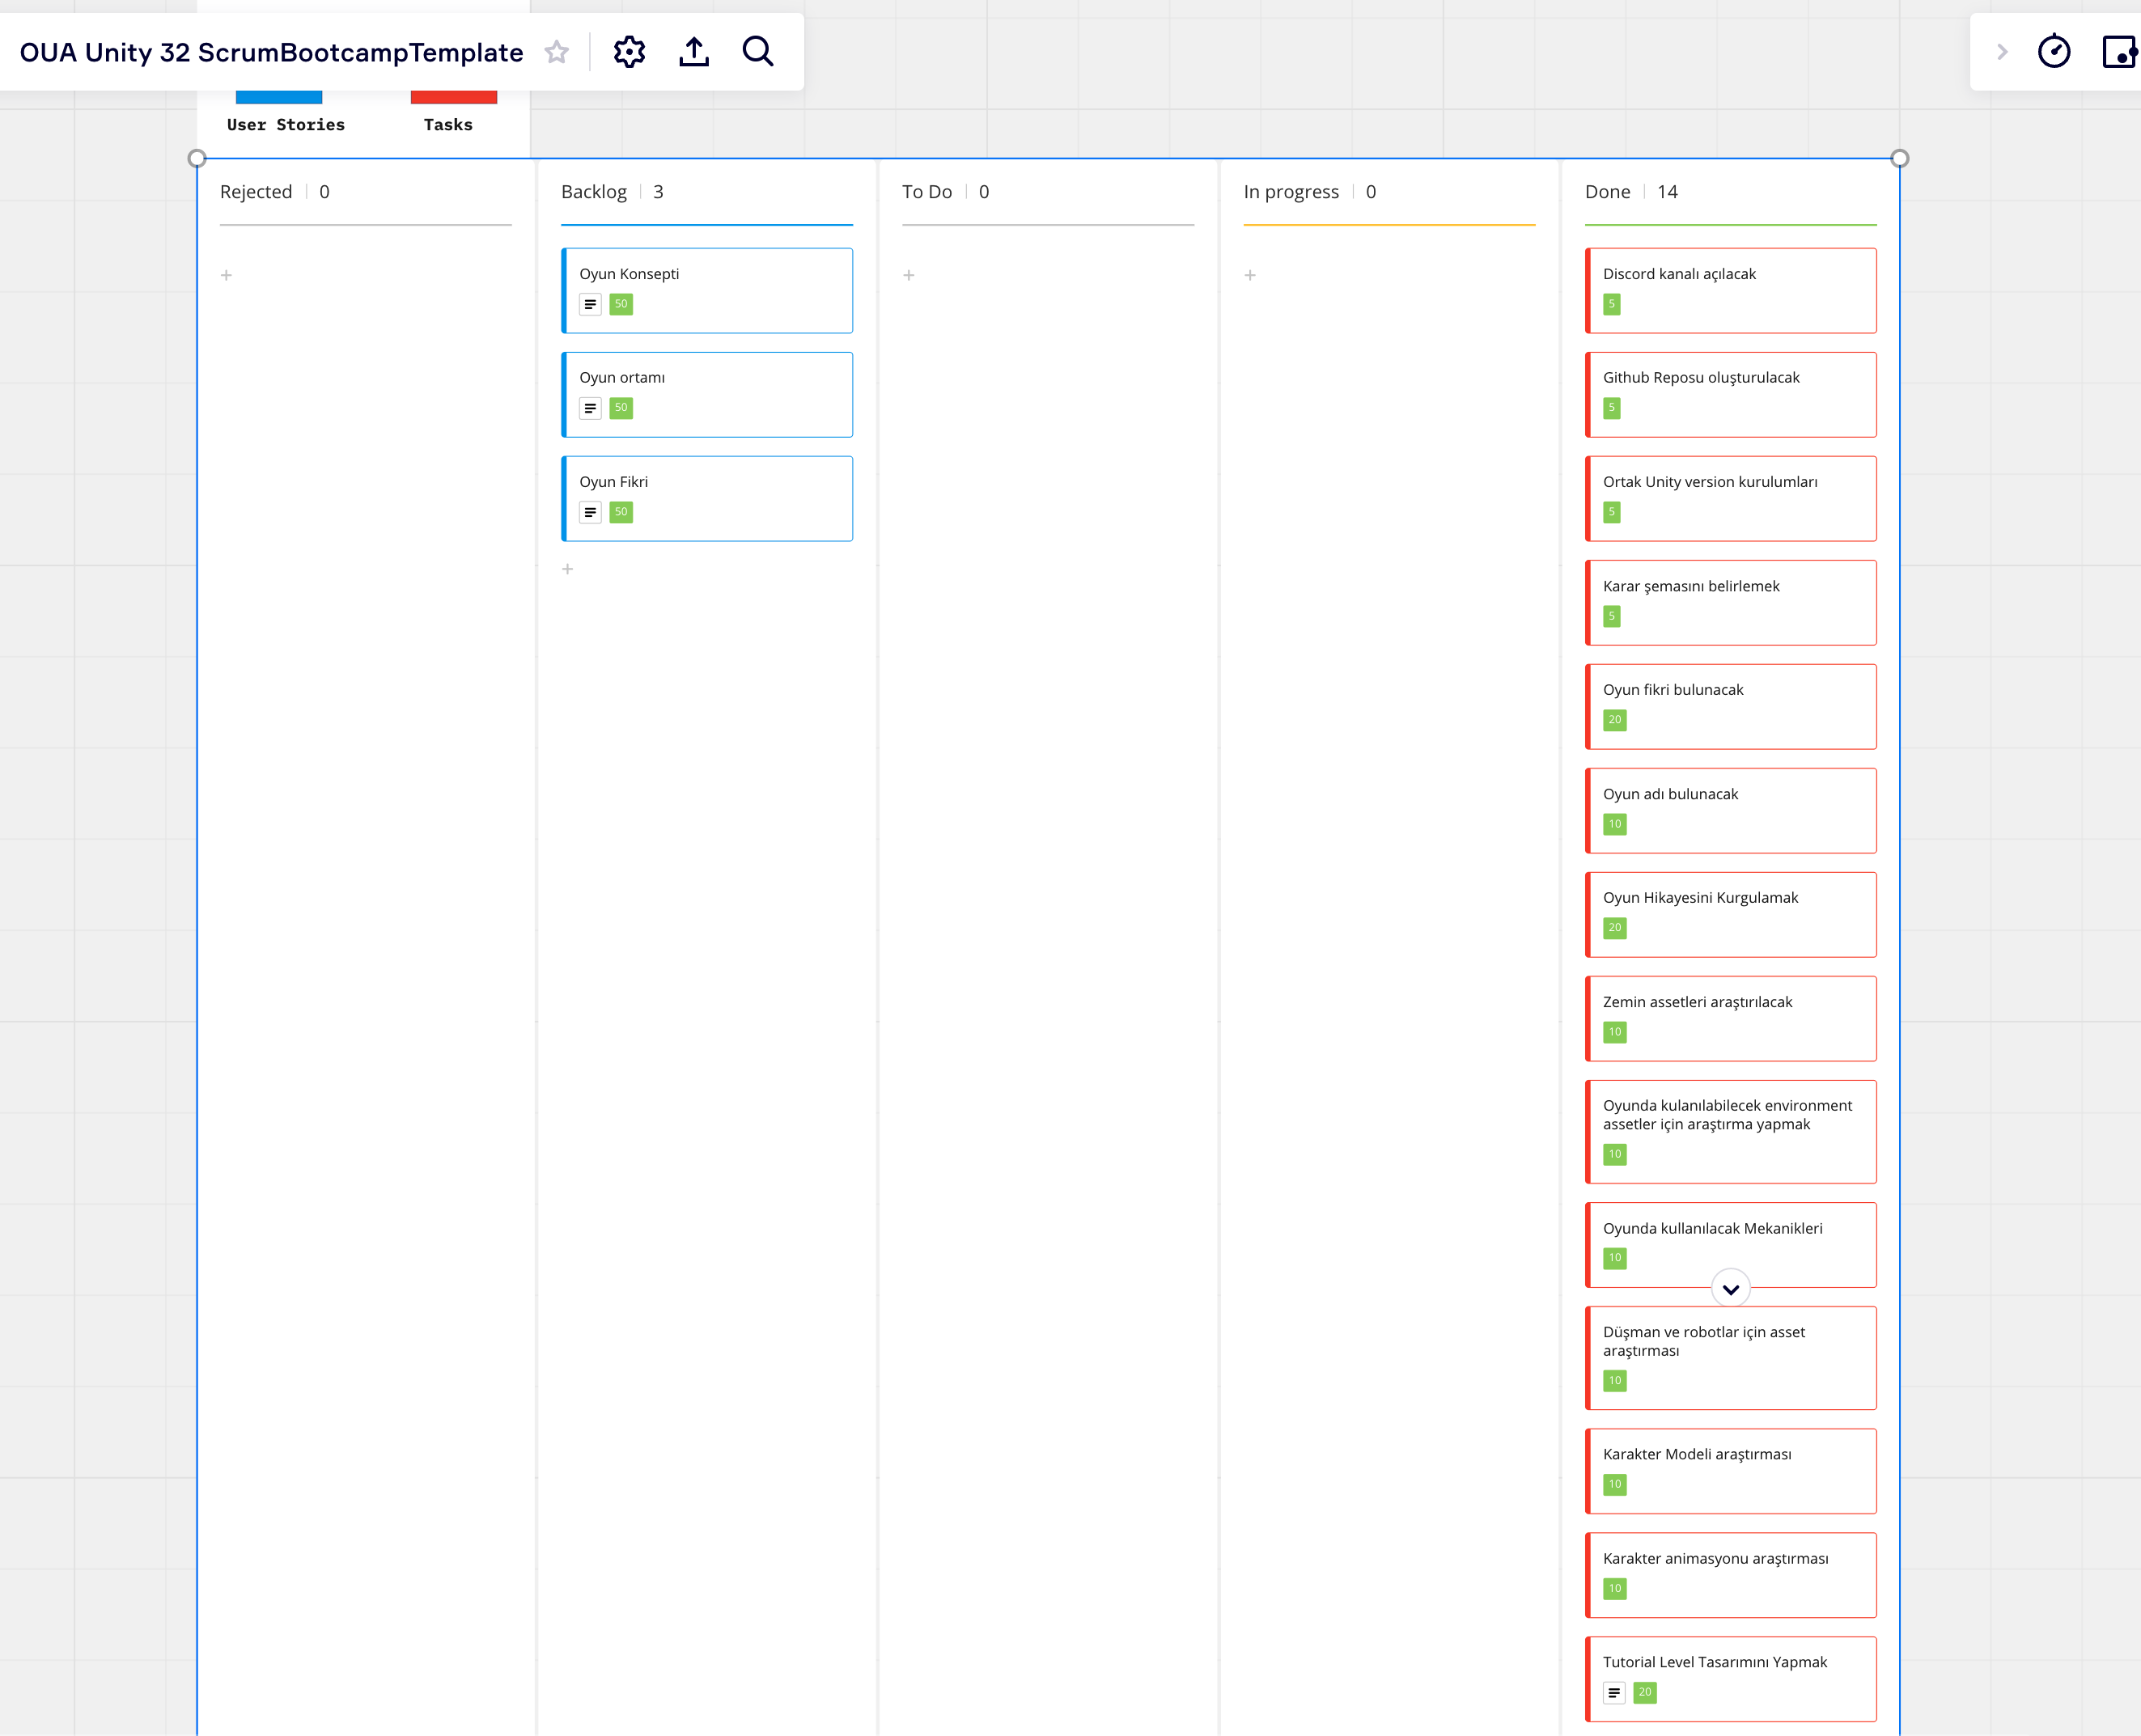 OUA Unity 32 ScrumBootcampTemplate
User Stories
Tasks
Rejected | 0
Backlog | 3
Oyun Konsepti
50
Oyun ortamı
50
Oyun Fikri
50
To Do | 0
In progress | 0
Done | 14
Discord kanalı açılacak
5
Github Reposu oluşturulacak
5
Ortak Unity version kurulumları
5
Karar şemasını belirlemek
5
Oyun fikri bulunacak
20
Oyun adı bulunacak
10
Oyun Hikayesini Kurgulamak
20
Zemin assetleri araştırılacak
10
Oyunda kulanılabilecek environment
assetler için araştırma yapmak
10
Oyunda kullanılacak Mekanikleri
10
Düşman ve robotlar için asset
araştırması
10
Karakter Modeli araştırması
10
Karakter animasyonu araştırması
10
Tutorial Level Tasarımını Yapmak
20